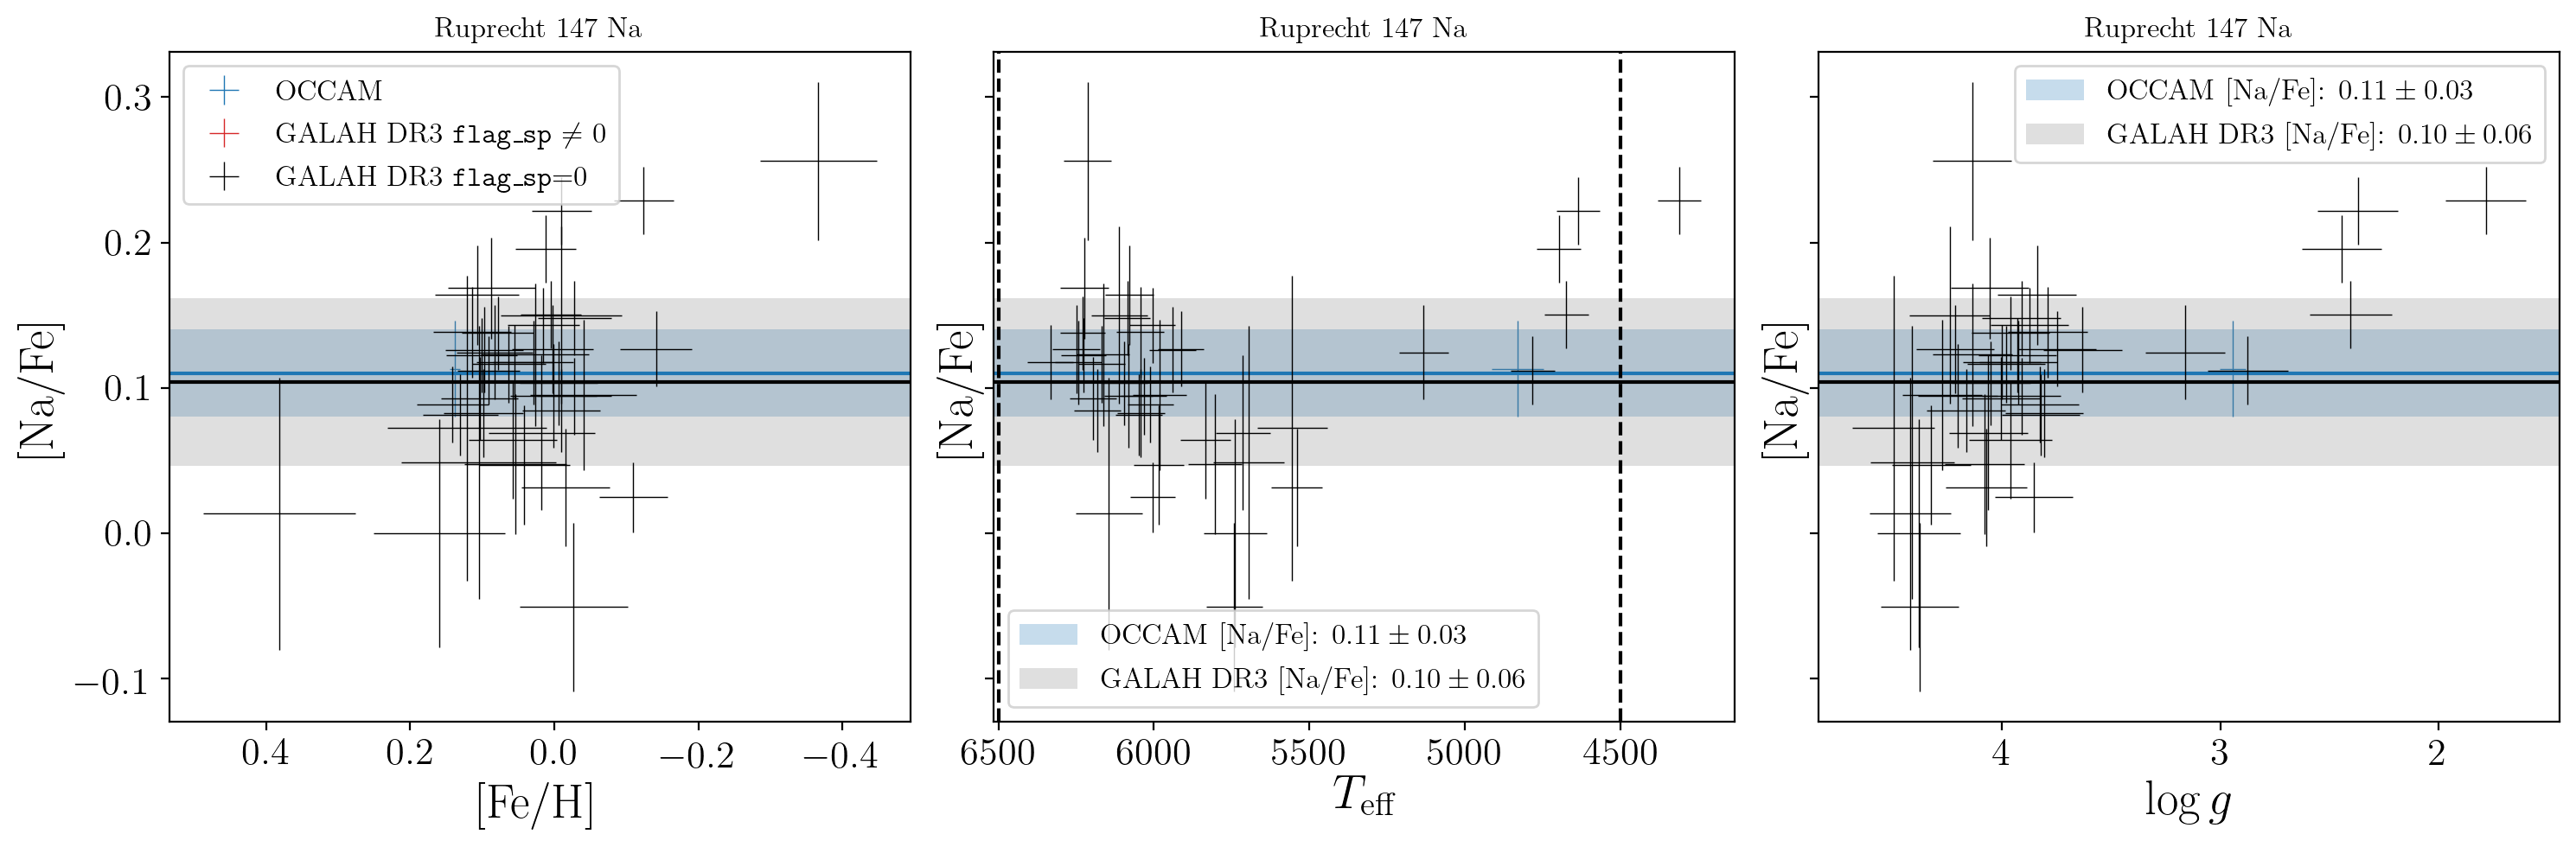 Ruprecht 147 Na
OCCAM
GALAH DR3 flag_sp ≠ 0
GALAH DR3 flag_sp=0
[Na/Fe]
0.3
0.2
0.1
0.0
−0.1
0.4 0.2 0.0 −0.2 −0.4
[Fe/H]
Ruprecht 147 Na
[Na/Fe]
OCCAM [Na/Fe]: 0.11 ± 0.03
GALAH DR3 [Na/Fe]: 0.10 ± 0.06
6500 6000 5500 5000 4500
T_eff
Ruprecht 147 Na
OCCAM [Na/Fe]: 0.11 ± 0.03
GALAH DR3 [Na/Fe]: 0.10 ± 0.06
[Na/Fe]
4 3 2
log g